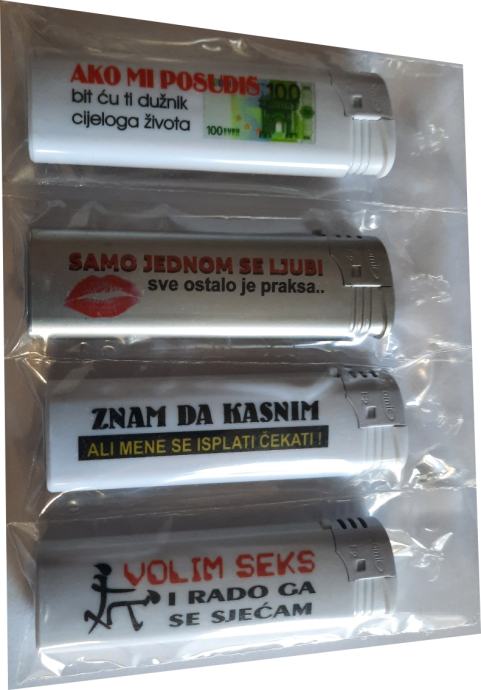 AKO MI POSUDIŠ
bit ću ti dužnik
cijeloga života
100
100 EURO
SAMO JEDNOM SE LJUBI
sve ostalo je praksa..
ZNAM DA KASNIM
ALI MENE SE ISPLATI ČEKATI !
VOLIM SEKS
I RADO GA
SE SJEĆAM